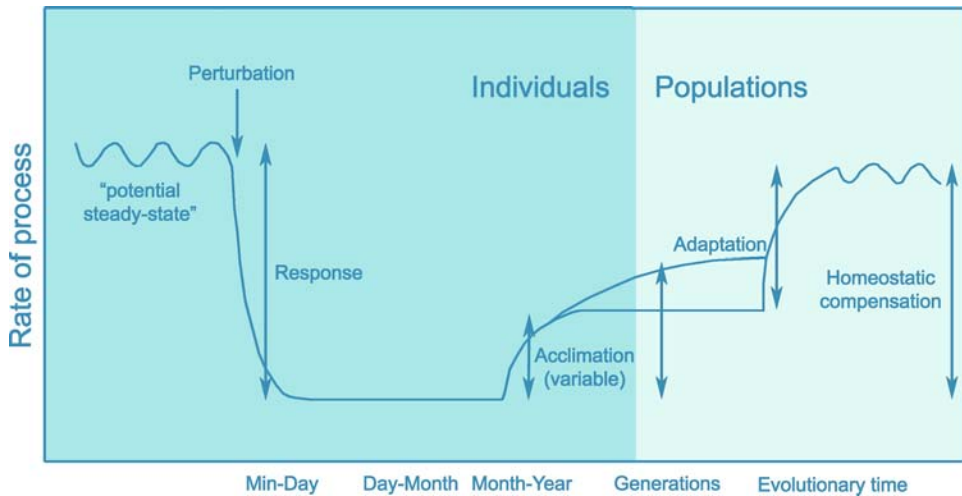 Perturbation
Individuals
Populations
Rate of process
“potential
steady-state”
Response
Adaptation
Homeostatic
compensation
Acclimation
(variable)
Min-Day
Day-Month
Month-Year
Generations
Evolutionary time